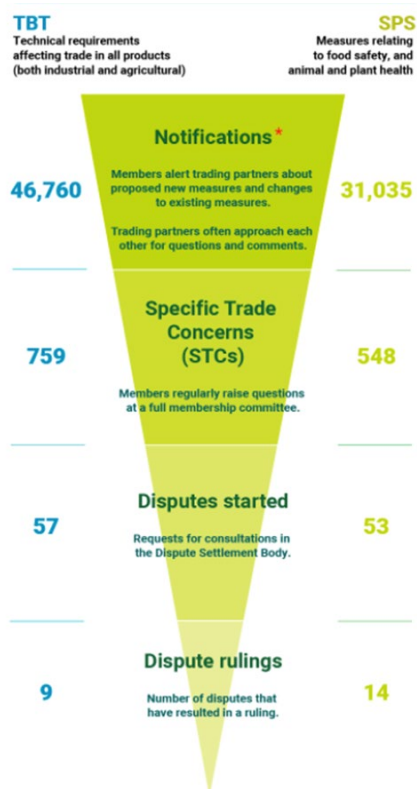 TBT
Technical requirements
affecting trade in all products
(both industrial and agricultural)
SPS
Measures relating
to food safety, and
animal and plant health
Notifications*
Members alert trading partners about
proposed new measures and changes
to existing measures.
Trading partners often approach each
other for questions and comments.
46,760
31,035
Specific Trade
Concerns
(STCs)
Members regularly raise questions
at a full membership committee.
759
548
Disputes started
Requests for consultations in
the Dispute Settlement Body.
57
53
Dispute rulings
Number of disputes that
have resulted in a ruling.
9
14